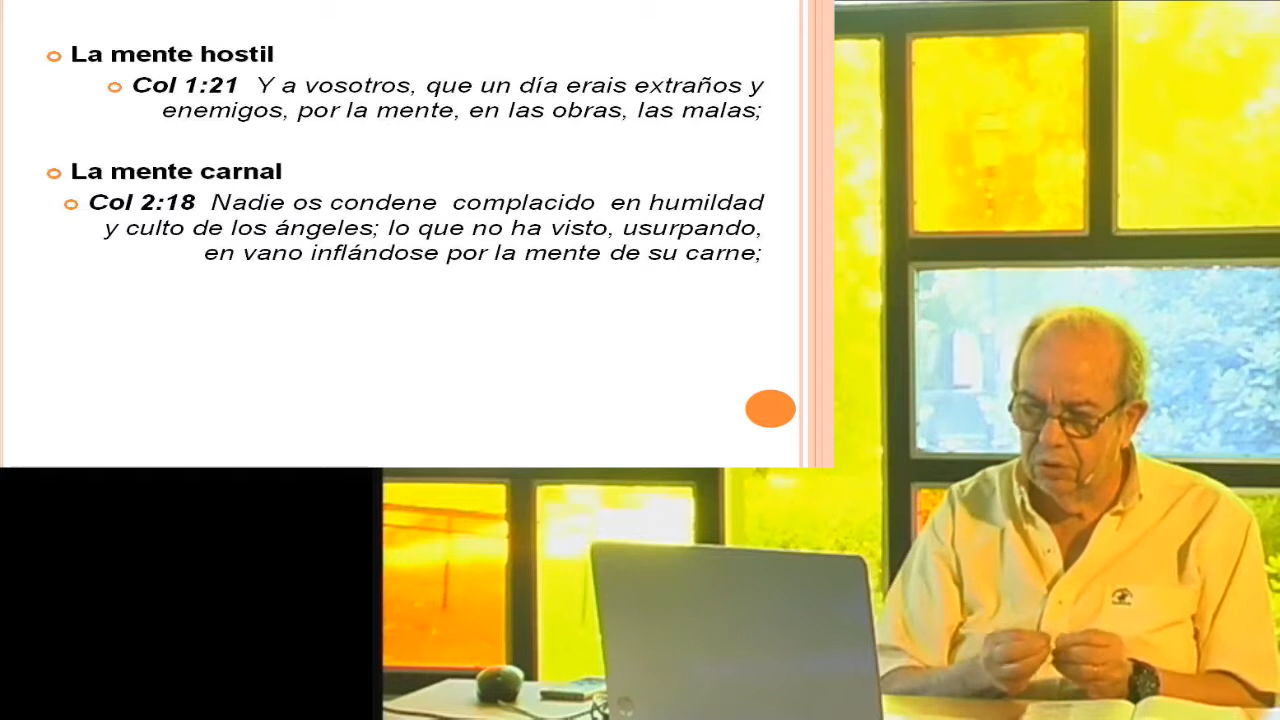 La mente hostil
Col 1:21 Y a vosotros, que un día erais extraños y
enemigos, por la mente, en las obras, las malas;
La mente carnal
Col 2:18 Nadie os condene complacido en humildad
y culto de los ángeles; lo que no ha visto, usurpando,
en vano inflándose por la mente de su carne;